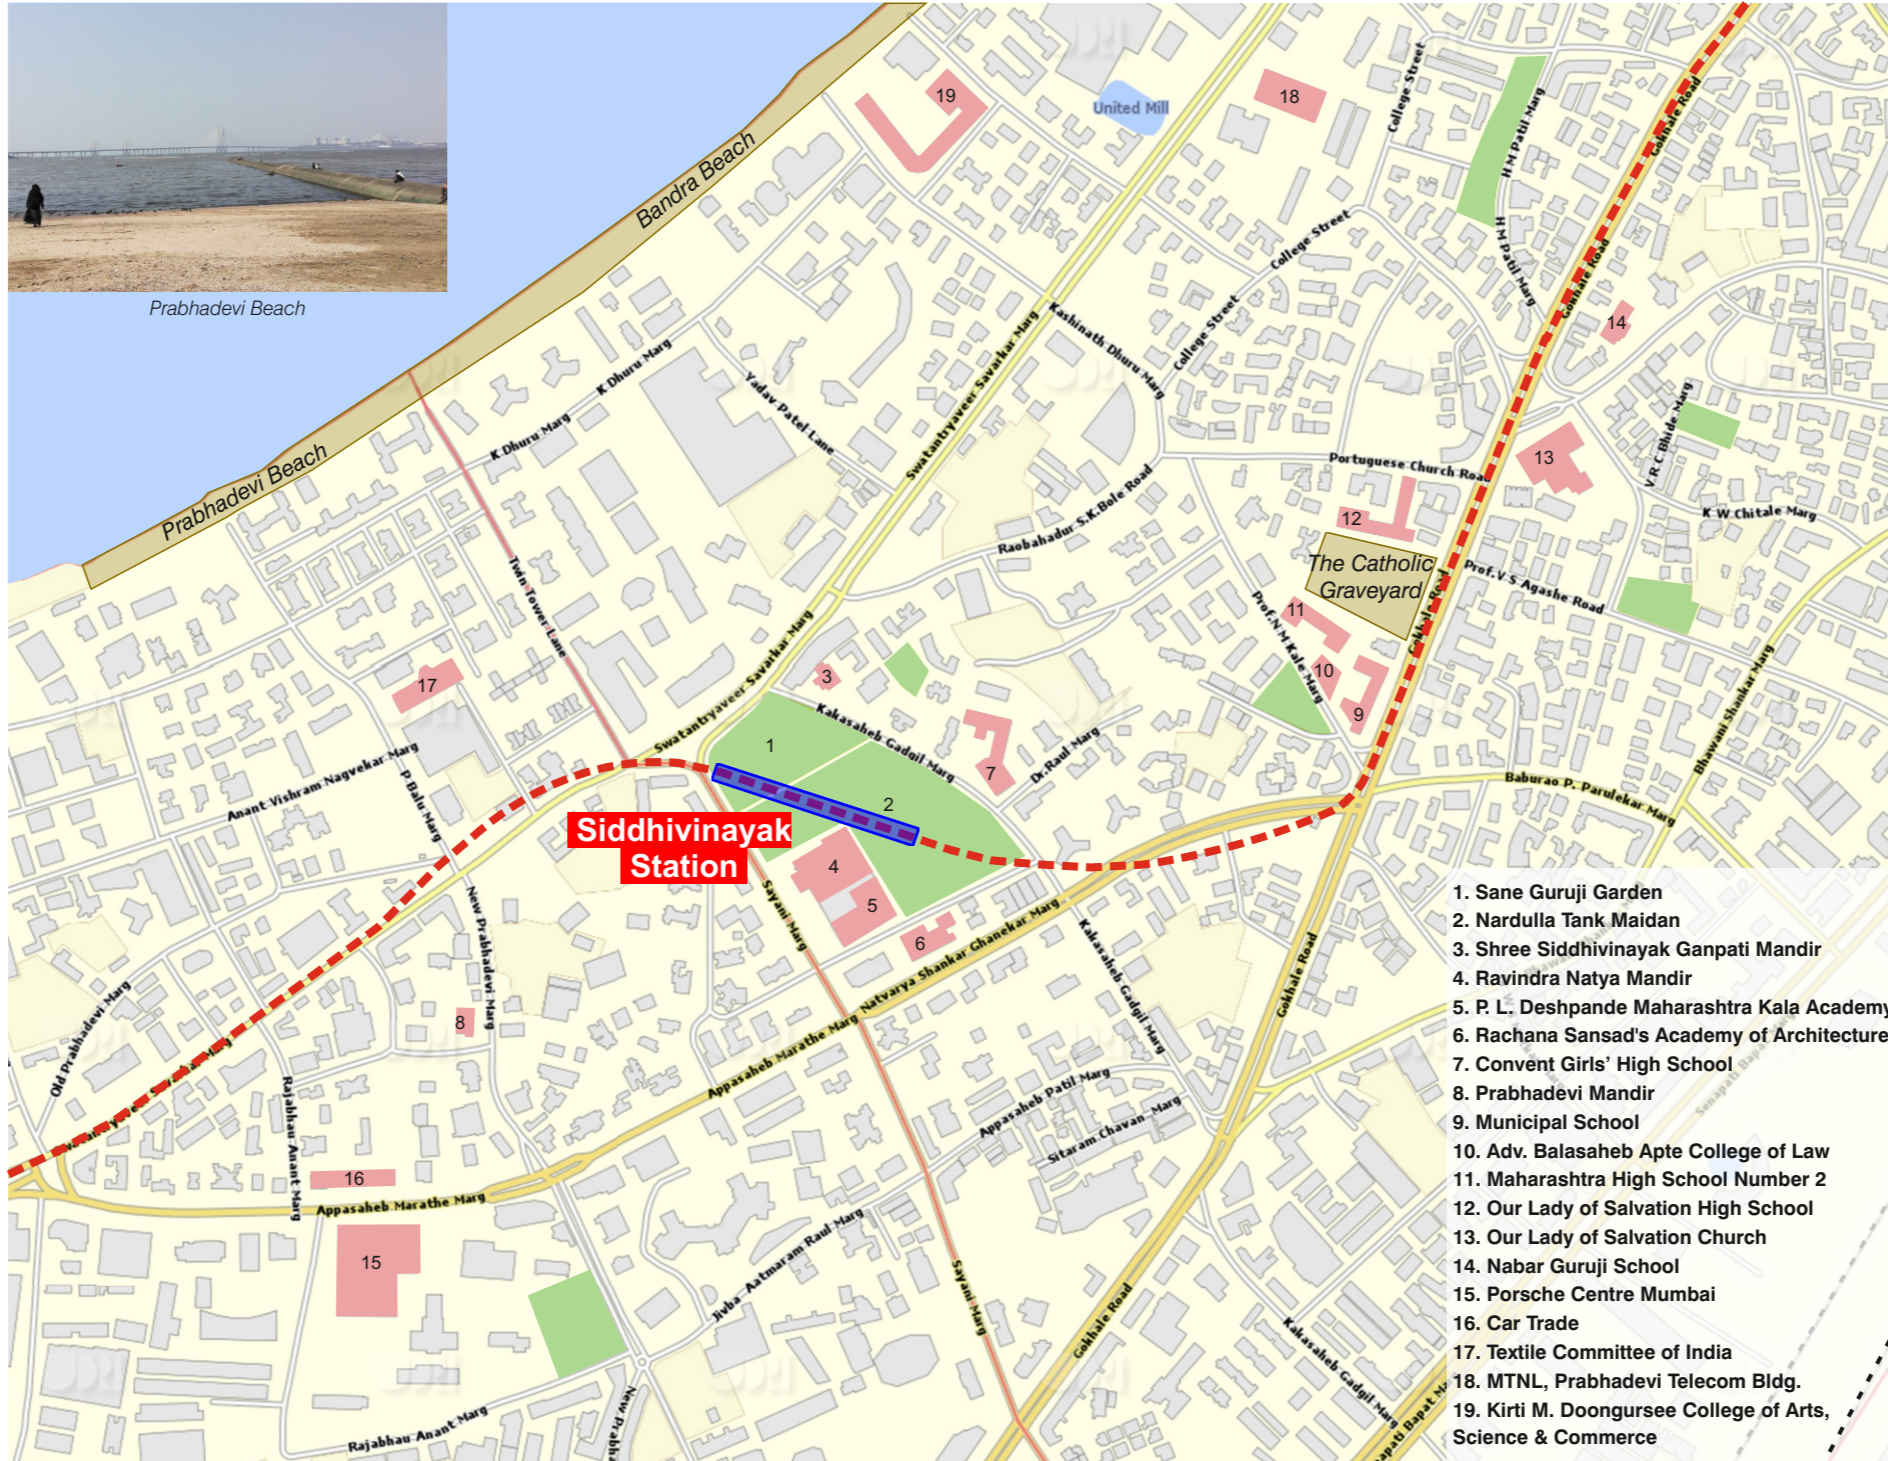 Prabhadevi Beach
Bandra Beach
Prabhadevi Beach
19
United Mill
18
College Street
H M Patil Marg
Gokhale Road
College Street
H M Patil Marg
Gokhale Road
14
K Dhuru Marg
Kashinath Dhuru Marg
College Street
Swatantryaveer Savarkar Marg
Yadav Patel Lane
K Dhuru Marg
V R C Bhide Marg
13
Portuguese Church Road
K W Chitale Marg
Raobahadur S.K.Bole Road
12
The Catholic
Graveyard
Prof.V S Agashe Road
Twin Tower Lane
Prof.N M Kale Marg
11
Gokhale Road
10
9
Swatantryaveer Savarkar Marg
3
17
Kakasaheb Gadgil Marg
1
7
Dr.Raul Marg
Bhawani Shankar Marg
2
Baburao P. Parulekar Marg
Anant Vishram Nagvekar Marg
P Balu Marg
Siddhivinayak
Station
4
5
6
Sayani Marg
New Prabhadevi Marg
Natvarya Shankar Ghanekar Marg
Kakasaheb Gadgil Marg
Gokhale Road
Old Prabhadevi Marg
8
Appasaheb Marathe Marg
Appasaheb Patil Marg
Sitaram Chavan Marg
Rajabhau Anant Marg
16
Appasaheb Marathe Marg
15
Jivba Aatmaram Raul Marg
Sayani Marg
Gokhale Road
Kakasaheb Gadgil Marg
Rajabhau Anant Marg
1. Sane Guruji Garden
2. Nardulla Tank Maidan
3. Shree Siddhivinayak Ganpati Mandir
4. Ravindra Natya Mandir
5. P. L. Deshpande Maharashtra Kala Academy
6. Rachana Sansad's Academy of Architecture
7. Convent Girls' High School
8. Prabhadevi Mandir
9. Municipal School
10. Adv. Balasaheb Apte College of Law
11. Maharashtra High School Number 2
12. Our Lady of Salvation High School
13. Our Lady of Salvation Church
14. Nabar Guruji School
15. Porsche Centre Mumbai
16. Car Trade
17. Textile Committee of India
18. MTNL, Prabhadevi Telecom Bldg.
19. Kirti M. Doongursee College of Arts,
Science & Commerce